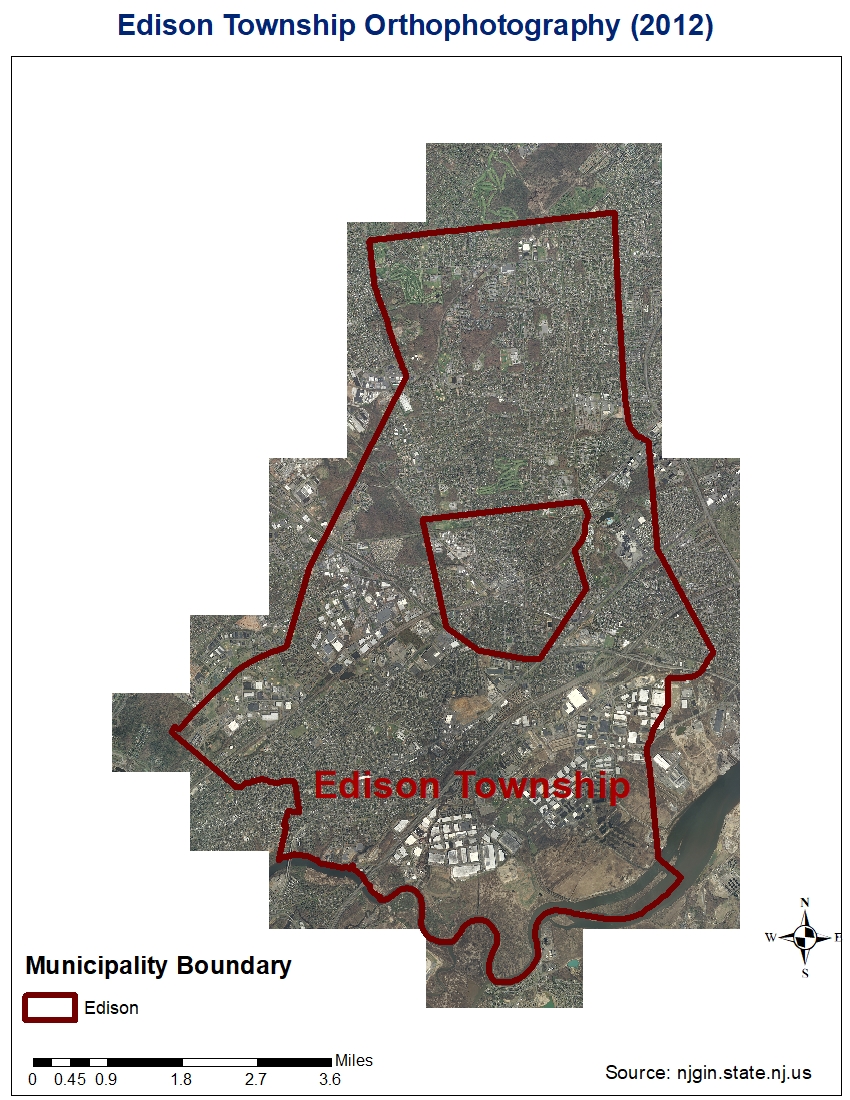 Edison Township Orthophotography (2012)
Edison Township
N
W E
S
Municipality Boundary
Edison
Miles
0 0.45 0.9 1.8 2.7 3.6
Source: njgin.state.nj.us